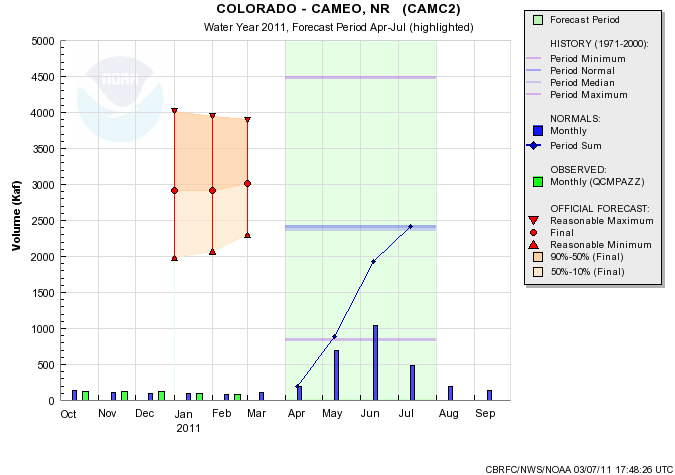 COLORADO - CAMEO, NR (CAMC2)
Water Year 2011, Forecast Period Apr-Jul (highlighted)
Volume (Kaf)
5000
4500
4000
3500
3000
2500
2000
1500
1000
500
0
NOAA
Oct Nov Dec Jan Feb Mar Apr May Jun Jul Aug Sep
2011
Forecast Period
HISTORY (1971-2000):
Period Minimum
Period Normal
Period Median
Period Maximum
NORMALS:
Monthly
Period Sum
OBSERVED:
Monthly (QCMPAZZ)
OFFICIAL FORECAST:
Reasonable Maximum
Final
Reasonable Minimum
90%-50% (Final)
50%-10% (Final)
CBRFC/NWS/NOAA 03/07/11 17:48:26 UTC